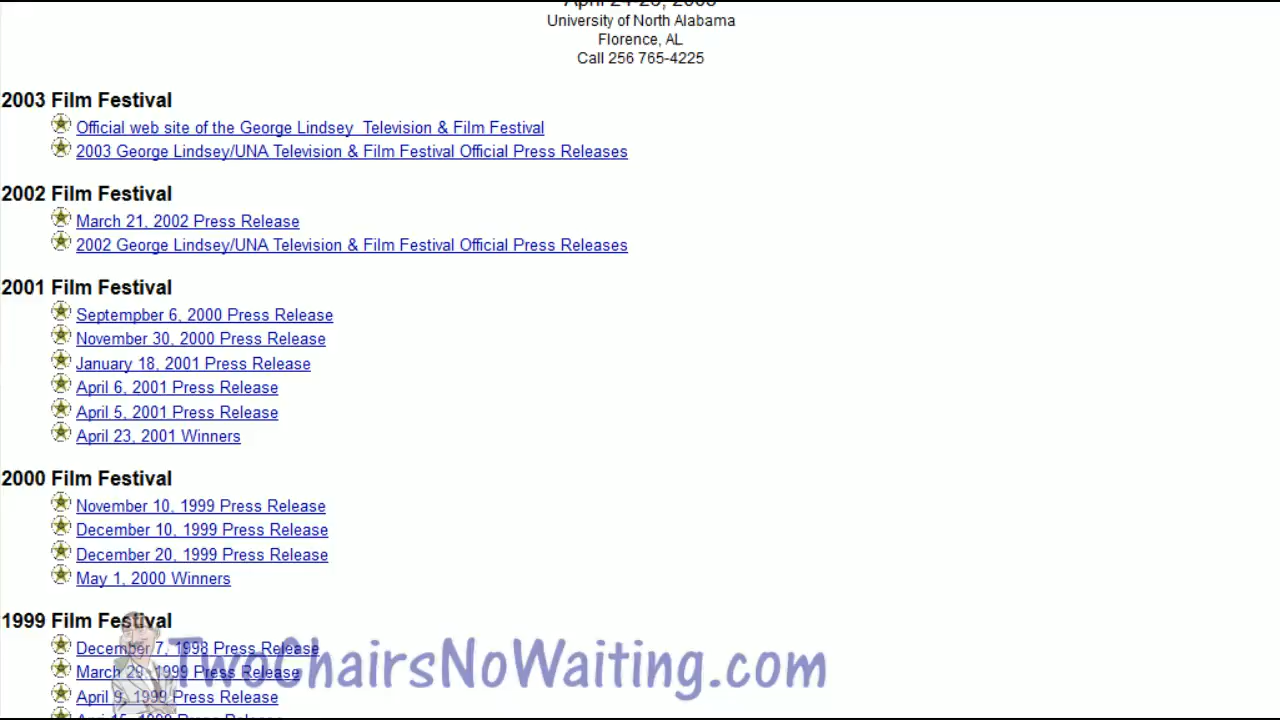 University of North Alabama
Florence, AL
Call 256 765-4225
2003 Film Festival
Official web site of the George Lindsey Television & Film Festival
2003 George Lindsey/UNA Television & Film Festival Official Press Releases
2002 Film Festival
March 21, 2002 Press Release
2002 George Lindsey/UNA Television & Film Festival Official Press Releases
2001 Film Festival
Septempber 6, 2000 Press Release
November 30, 2000 Press Release
January 18, 2001 Press Release
April 6, 2001 Press Release
April 5, 2001 Press Release
April 23, 2001 Winners
2000 Film Festival
November 10, 1999 Press Release
December 10, 1999 Press Release
December 20, 1999 Press Release
May 1, 2000 Winners
1999 Film Festival
December 7, 1998 Press Release
March 29, 1999 Press Release
April 9, 1999 Press Release
TwoChairsNoWaiting.com